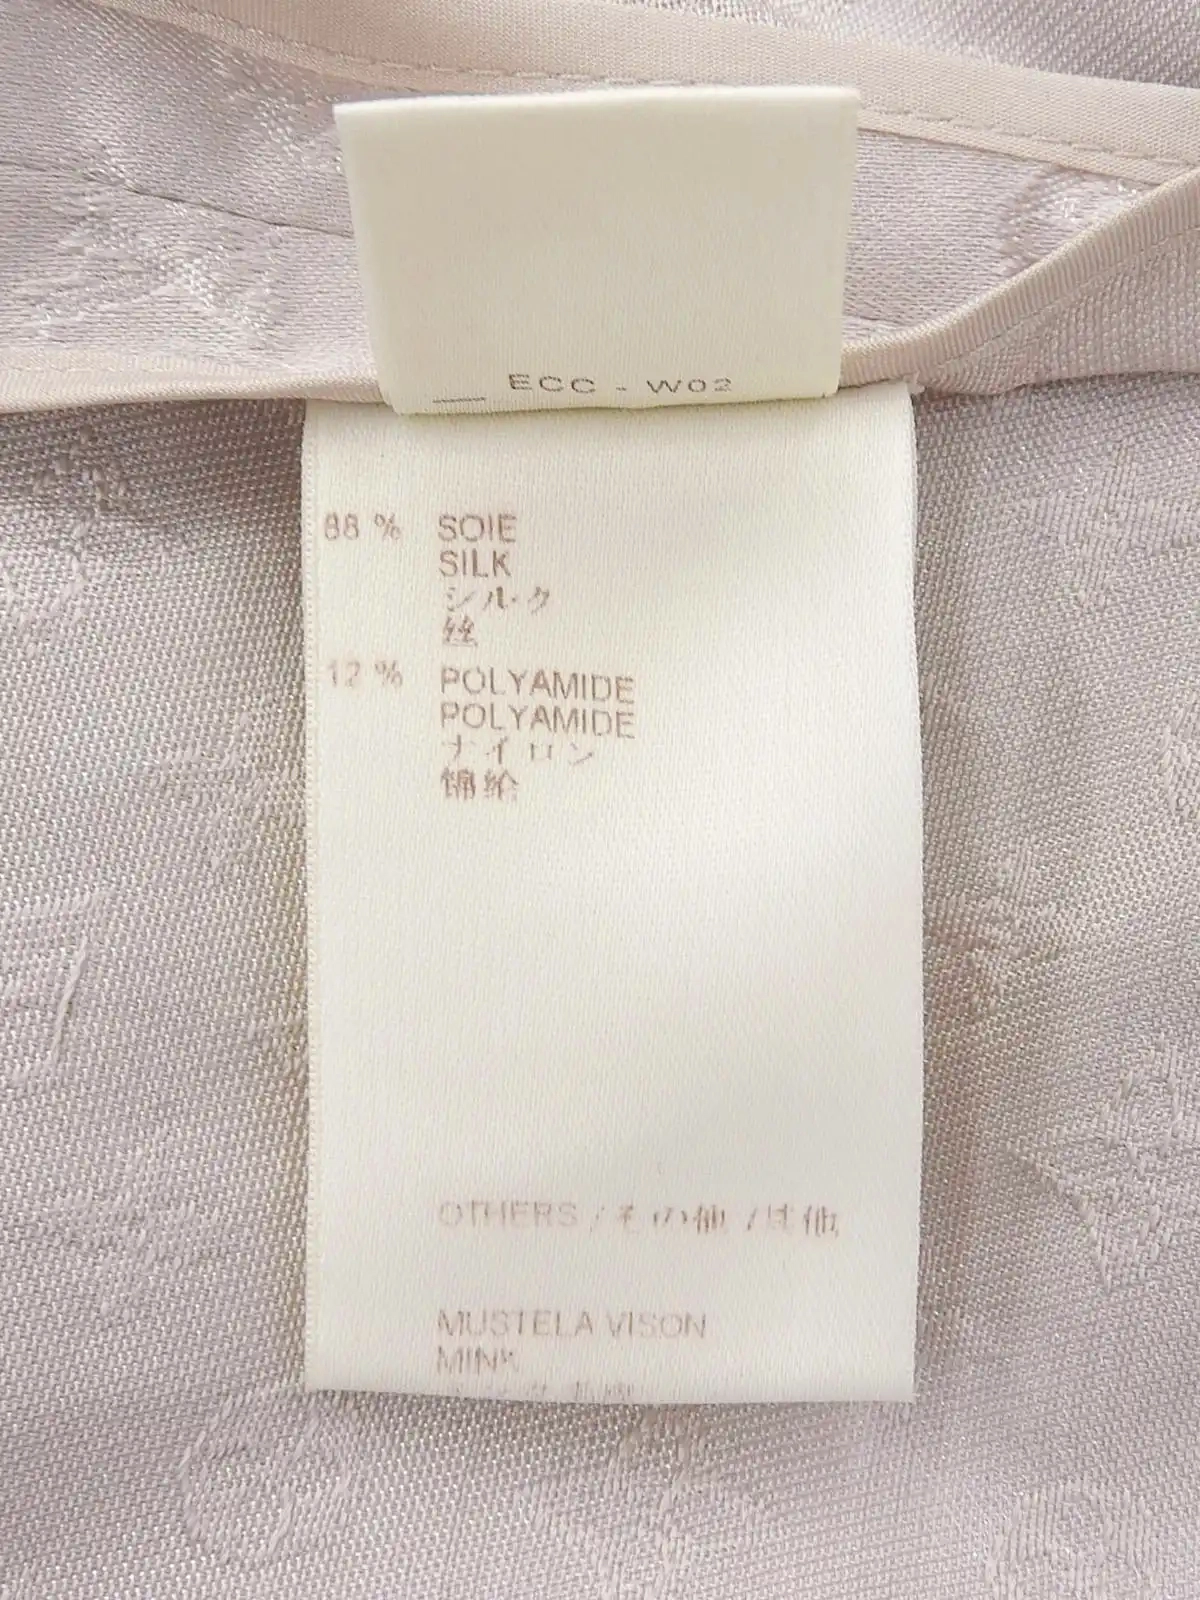 ECC - W02
88 % SOIE
SILK
シルク
丝
12 % POLYAMIDE
POLYAMIDE
ナイロン
锦纶
OTHERS / その他 / 其他
MUSTELA VISON
MINK